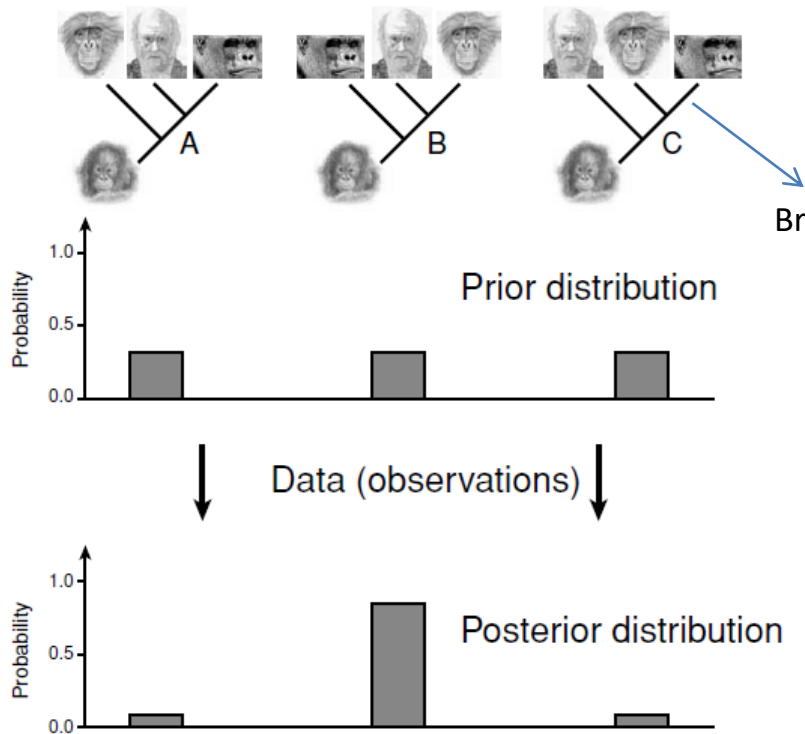 A
B
C
Br
Probability
1.0
0.5
0.0
Prior distribution
Data (observations)
Probability
1.0
0.5
0.0
Posterior distribution